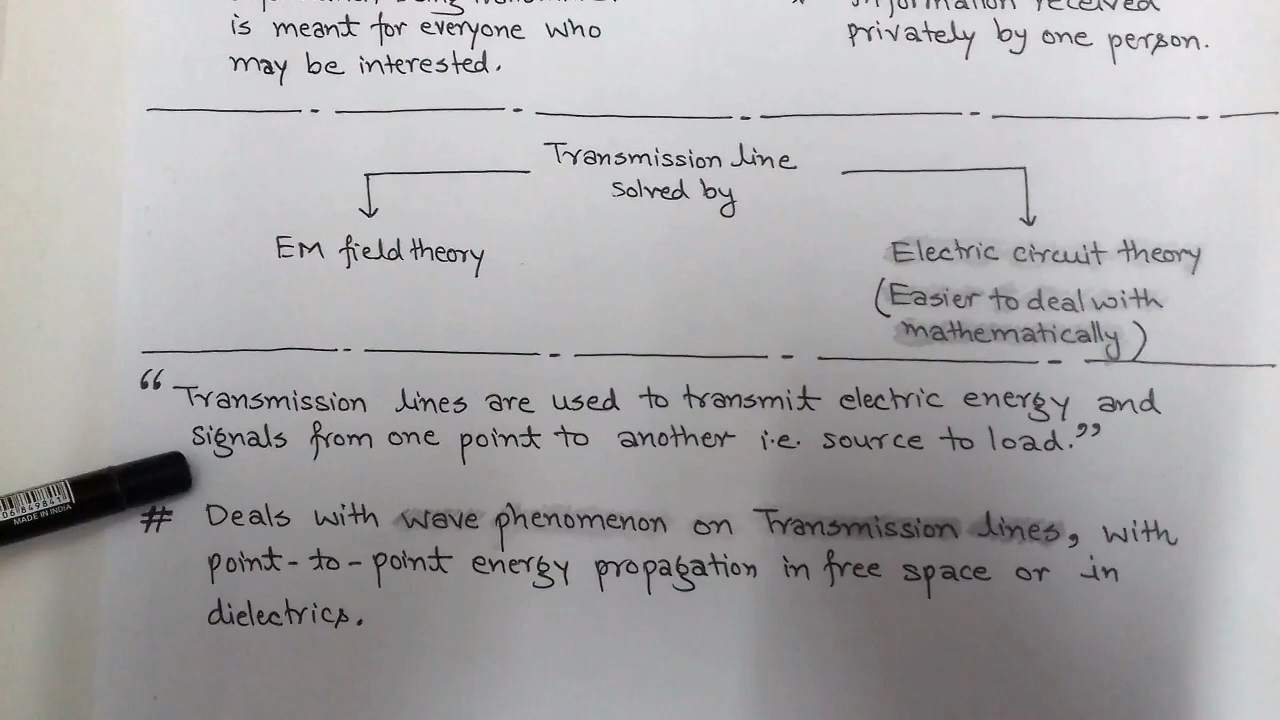 is meant for everyone who
may be interested.
information received
privately by one person.
Transmission line
solved by
EM field theory
Electric circuit theory
(Easier to deal with
mathematically)
"Transmission lines are used to transmit electric energy and
signals from one point to another i.e. source to load."
# Deals with wave phenomenon on Transmission lines, with
point-to-point energy propagation in free space or in
dielectrics.
MADE IN INDIA